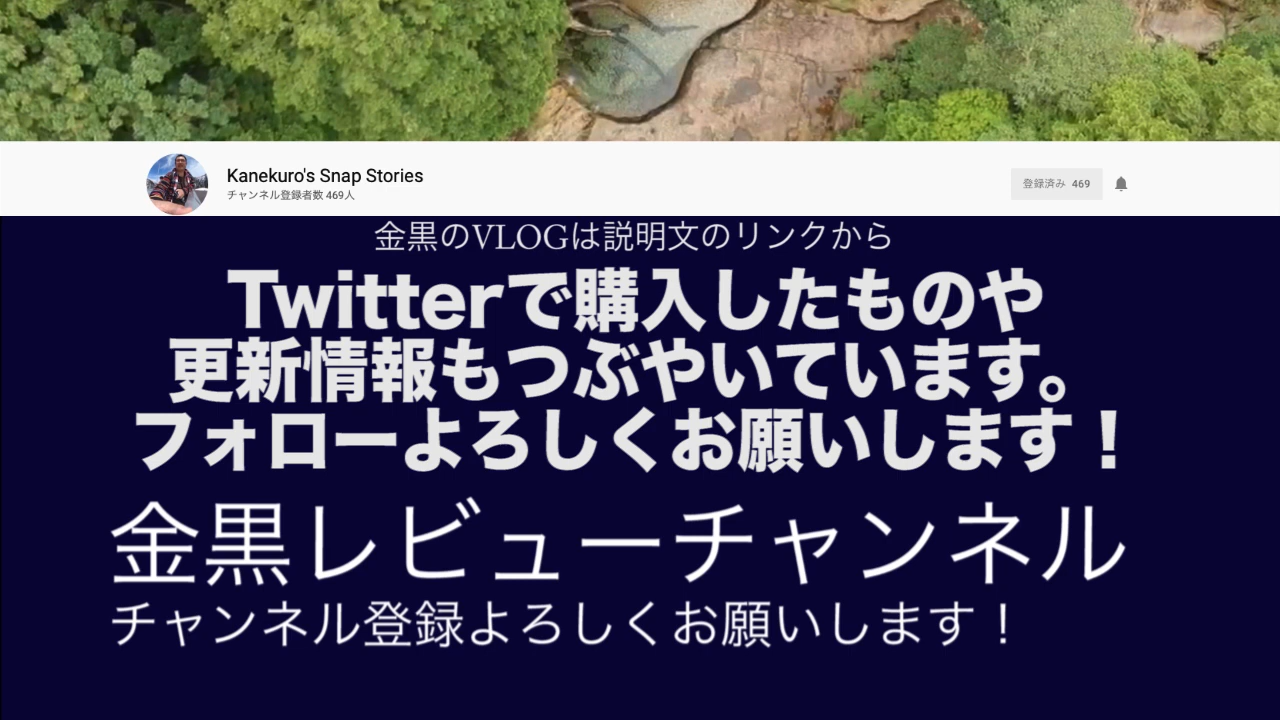 Kanekuro's Snap Stories
チャンネル登録者数 469人
登録済み 469
金黒のVLOGは説明文のリンクから
Twitterで購入したものや
更新情報もつぶやいています。
フォローよろしくお願いします！
金黒レビューチャンネル
チャンネル登録よろしくお願いします！